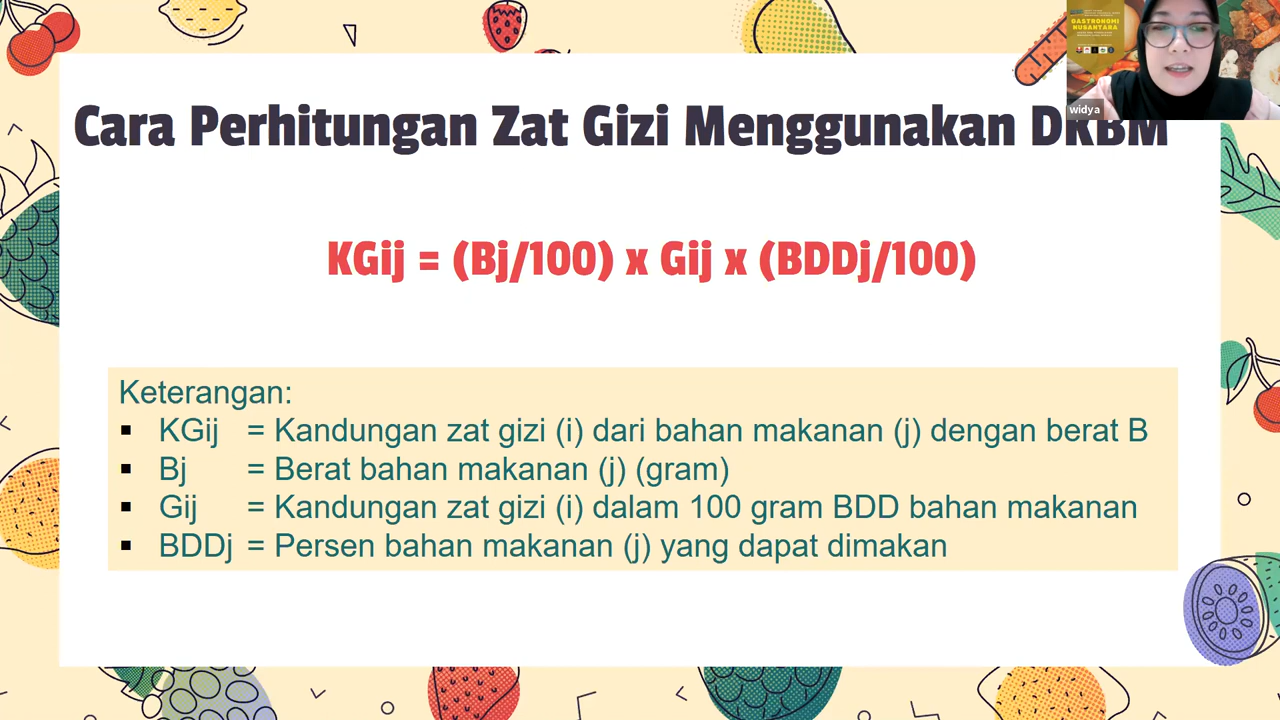 Cara Perhitungan Zat Gizi Menggunakan DKBM
KGij = (Bj/100) x Gij x (BDDj/100)
Keterangan:
▪ KGij = Kandungan zat gizi (i) dari bahan makanan (j) dengan berat B
▪ Bj = Berat bahan makanan (j) (gram)
▪ Gij = Kandungan zat gizi (i) dalam 100 gram BDD bahan makanan
▪ BDDj = Persen bahan makanan (j) yang dapat dimakan
GASTRONOMI
NUSANTARA
widya